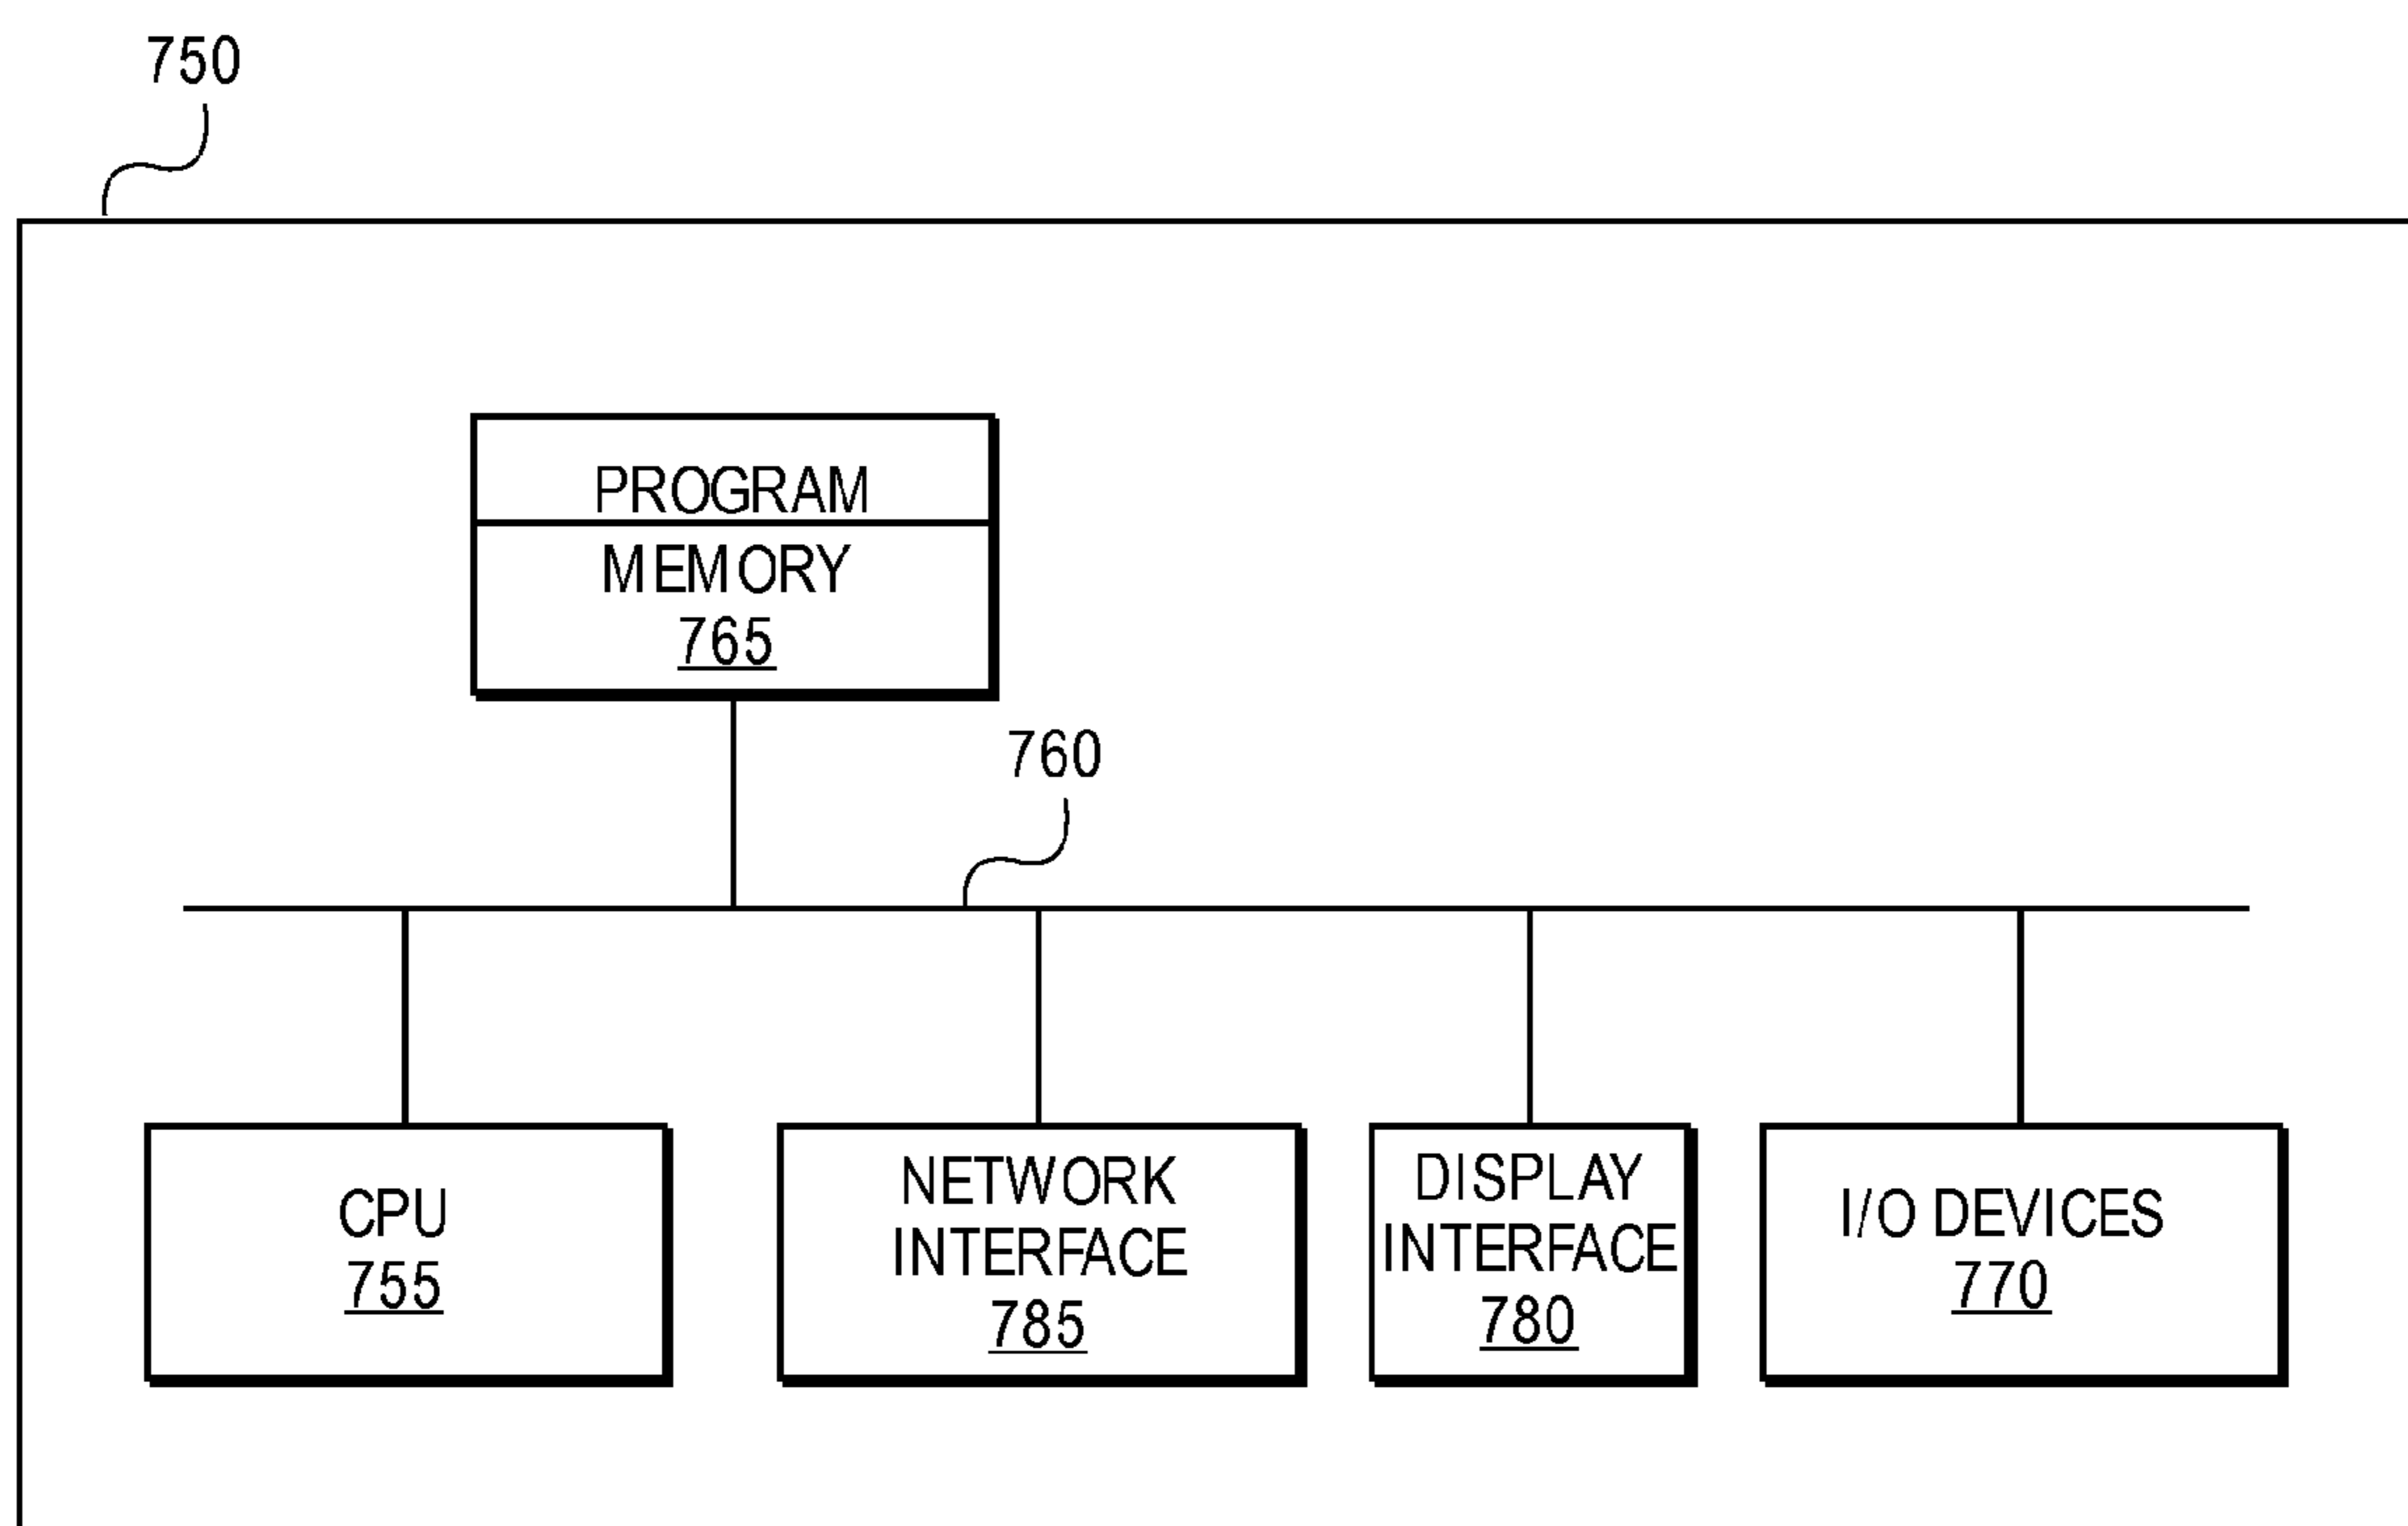 750
PROGRAM
MEMORY
765
760
CPU
755
NETWORK
INTERFACE
785
DISPLAY
INTERFACE
780
I/O DEVICES
770